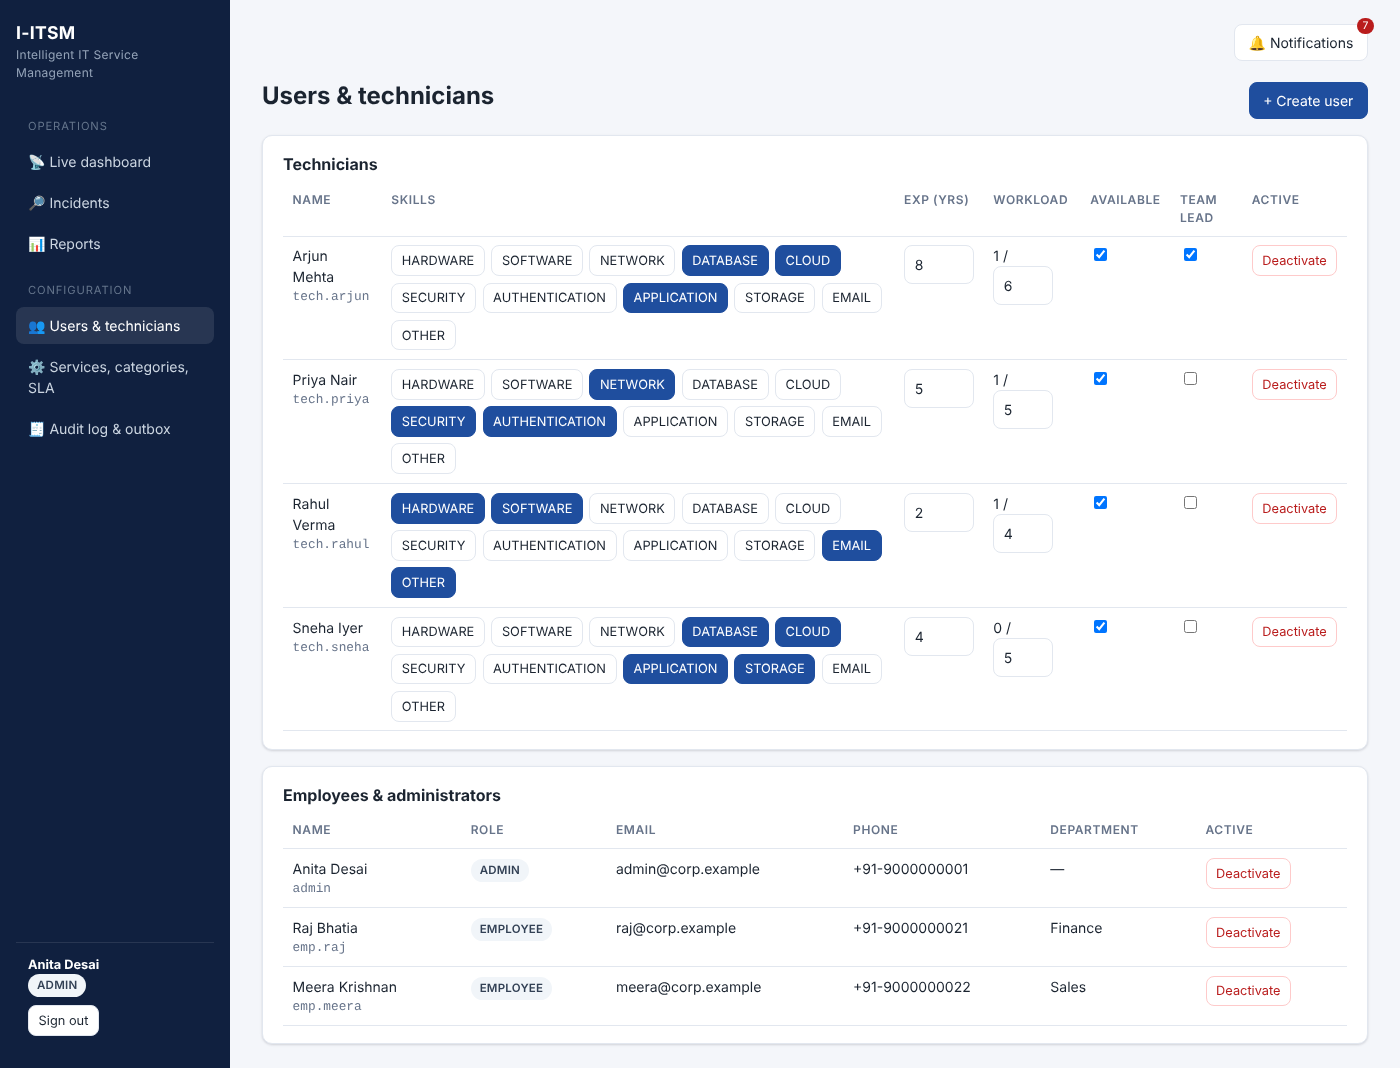 I-ITSM
Intelligent IT Service
Management
OPERATIONS
📡 Live dashboard
🔎 Incidents
📊 Reports
CONFIGURATION
👥 Users & technicians
⚙️ Services, categories,
SLA
🧾 Audit log & outbox
Anita Desai
ADMIN
Sign out
🔔 Notifications
7
Users & technicians
+ Create user
Technicians
NAME SKILLS EXP (YRS) WORKLOAD AVAILABLE TEAM
LEAD ACTIVE
Arjun
Mehta
tech.arjun
HARDWARE SOFTWARE NETWORK DATABASE CLOUD
SECURITY AUTHENTICATION APPLICATION STORAGE EMAIL
OTHER
8
1 /
6
Deactivate
Priya Nair
tech.priya
HARDWARE SOFTWARE NETWORK DATABASE CLOUD
SECURITY AUTHENTICATION APPLICATION STORAGE EMAIL
OTHER
5
1 /
5
Deactivate
Rahul
Verma
tech.rahul
HARDWARE SOFTWARE NETWORK DATABASE CLOUD
SECURITY AUTHENTICATION APPLICATION STORAGE EMAIL
OTHER
2
1 /
4
Deactivate
Sneha Iyer
tech.sneha
HARDWARE SOFTWARE NETWORK DATABASE CLOUD
SECURITY AUTHENTICATION APPLICATION STORAGE EMAIL
OTHER
4
0 /
5
Deactivate
Employees & administrators
NAME ROLE EMAIL PHONE DEPARTMENT ACTIVE
Anita Desai ADMIN admin@corp.example +91-9000000001 — Deactivate
admin
Raj Bhatia EMPLOYEE raj@corp.example +91-9000000021 Finance Deactivate
emp.raj
Meera Krishnan EMPLOYEE meera@corp.example +91-9000000022 Sales Deactivate
emp.meera